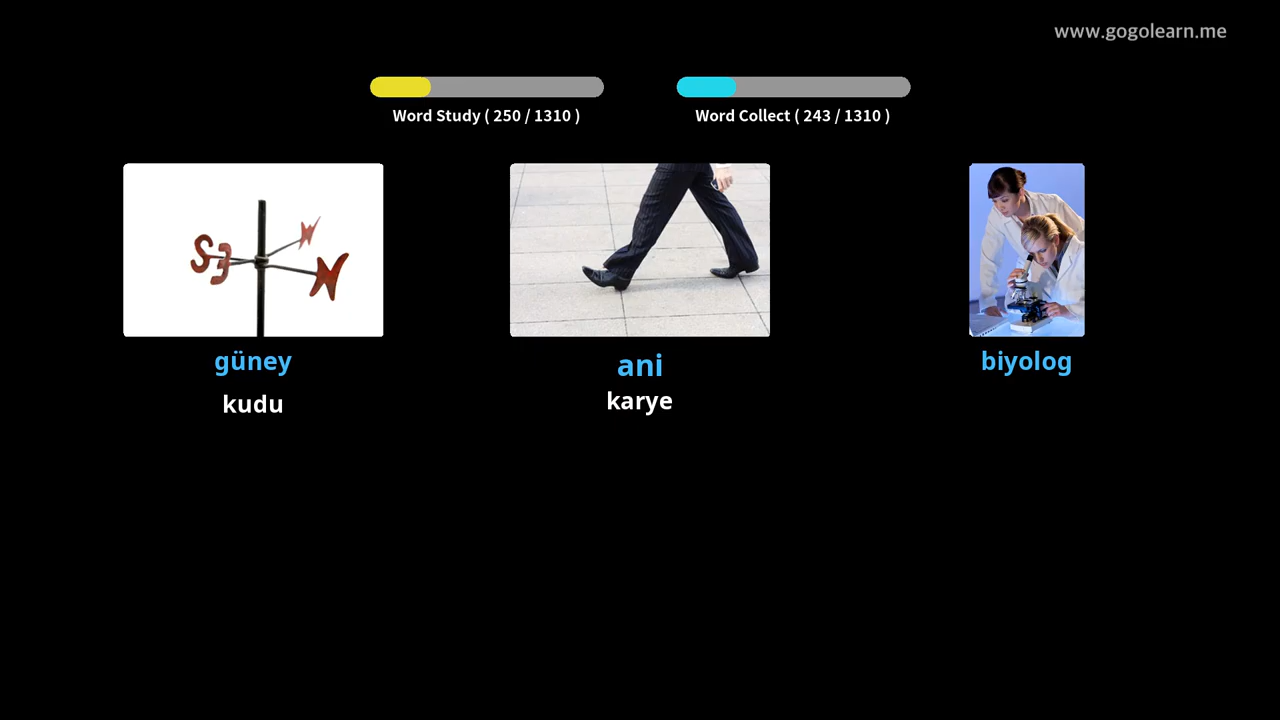 www.gogolearn.me
Word Study ( 250 / 1310 )
Word Collect ( 243 / 1310 )
S E N
güney
ani
biyolog
kudu
karye